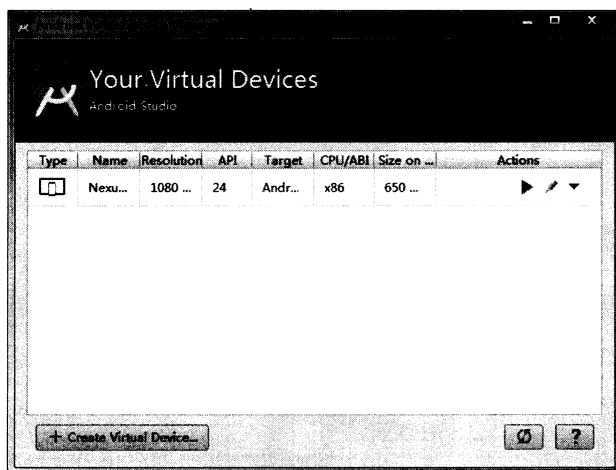 Your Virtual Devices
Android Studio
Type Name Resolution API Target CPU/ABI Size on ... Actions
Nexu... 1080 ... 24 Andr... x86 650 ...
+ Create Virtual Device...
?